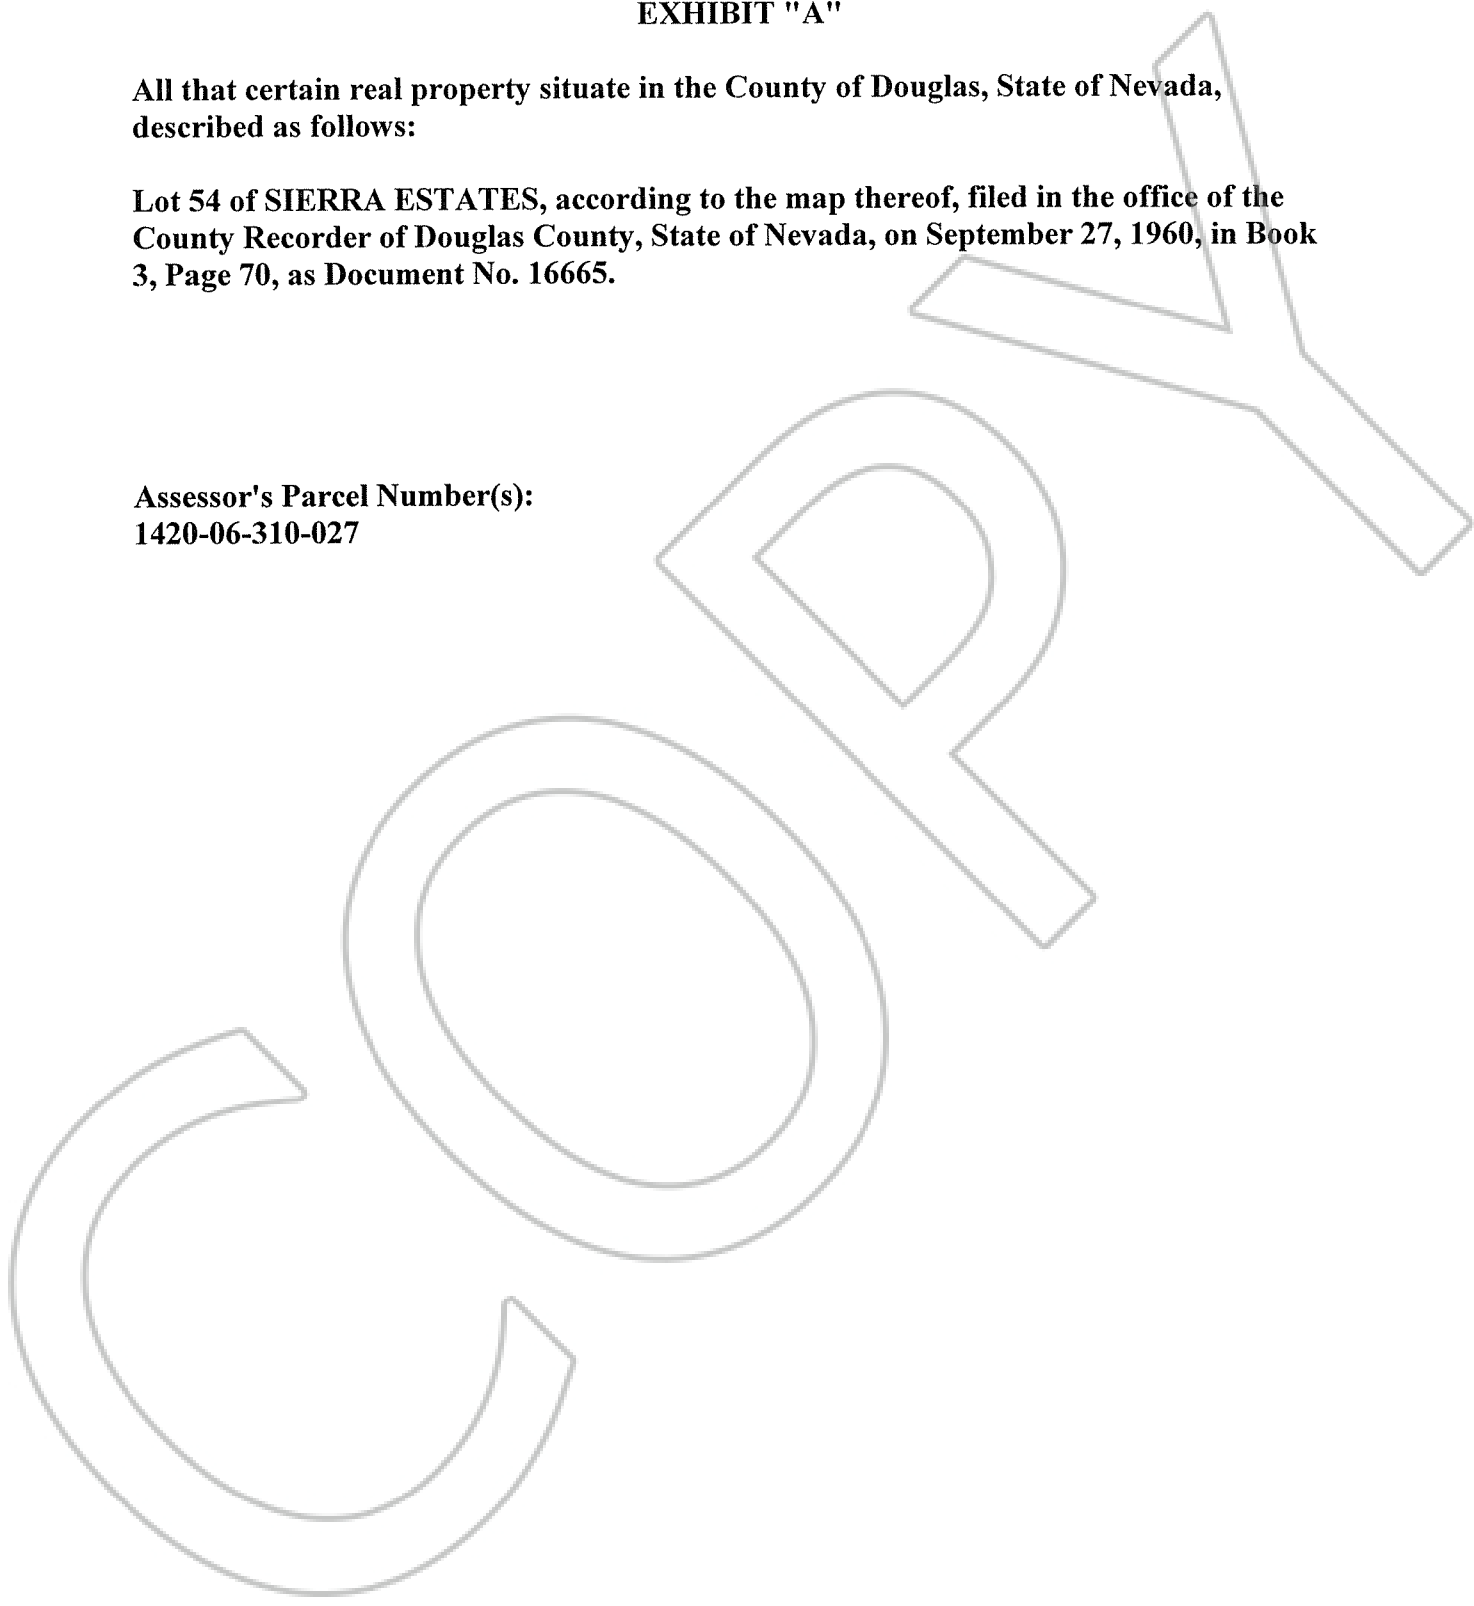 EXHIBIT "A"
All that certain real property situate in the County of Douglas, State of Nevada,
described as follows:
Lot 54 of SIERRA ESTATES, according to the map thereof, filed in the office of the
County Recorder of Douglas County, State of Nevada, on September 27, 1960, in Book
3, Page 70, as Document No. 16665.
Assessor's Parcel Number(s):
1420-06-310-027
COPY